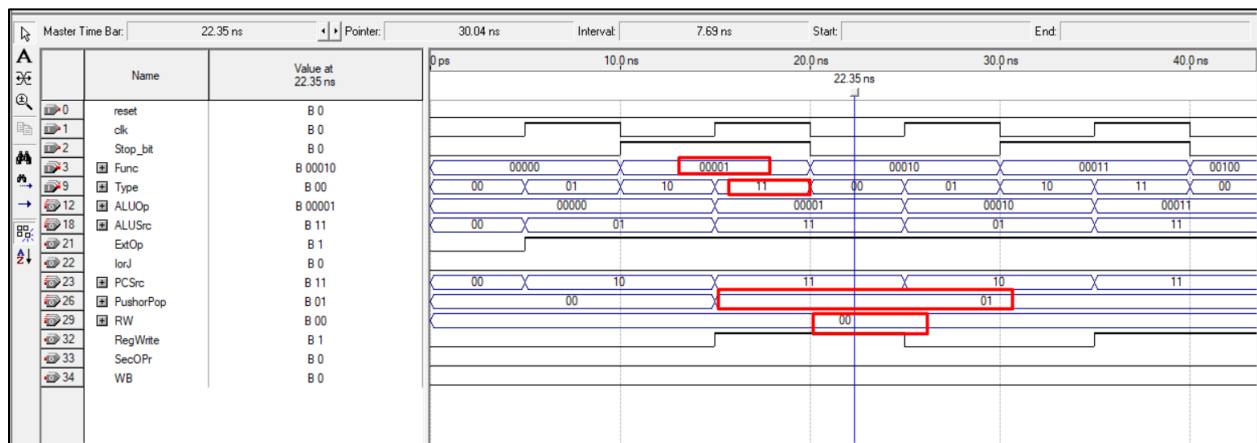 Master Time Bar: 22.35 ns Pointer: 30.04 ns Interval: 7.69 ns Start: End:
Name Value at 22.35 ns 0 ps 10.0 ns 20.0 ns 30.0 ns 40.0 ns
22.35 ns
0 reset B 0
1 clk B 0
2 Stop_bit B 0
3 Func B 00010 00000 00001 00010 00011 00100
9 Type B 00 00 01 10 11 00 01 10 11 00
12 ALUOp B 00001 00000 00001 00010 00011
18 ALUSrc B 11 00 01 11 01 11
21 ExtOp B 1
22 IorJ B 0
23 PCSrc B 11 00 10 11 10 11
26 PushorPop B 01 00 01
29 RW B 00 00
32 RegWrite B 1
33 SecOPr B 0
34 WB B 0